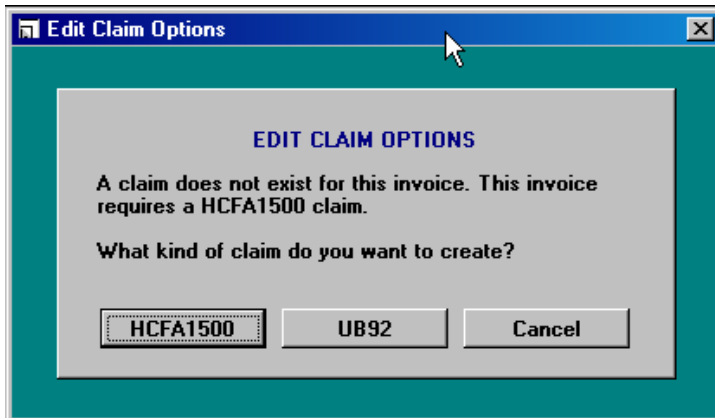 Edit Claim Options
EDIT CLAIM OPTIONS
A claim does not exist for this invoice. This invoice
requires a HCFA1500 claim.
What kind of claim do you want to create?
HCFA1500 UB92 Cancel